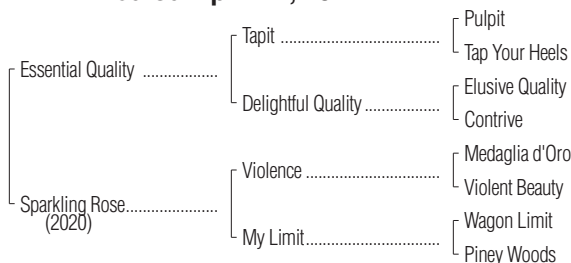 Pulpit
Tapit ........................................
Tap Your Heels
Essential Quality ..................
Elusive Quality
Delightful Quality ...................
Contrive
Medaglia d'Oro
Violence ..................................
Violent Beauty
Sparkling Rose......................
(2020)
Wagon Limit
My Limit..................................
Piney Woods